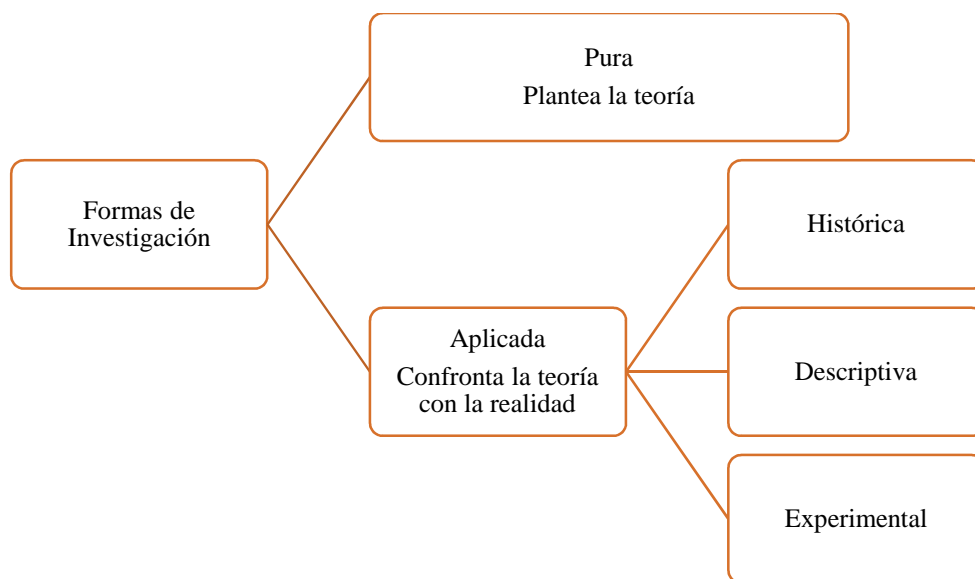 Pura
Plantea la teoría
Formas de
Investigación
Histórica
Aplicada
Confronta la teoría
con la realidad
Descriptiva
Experimental